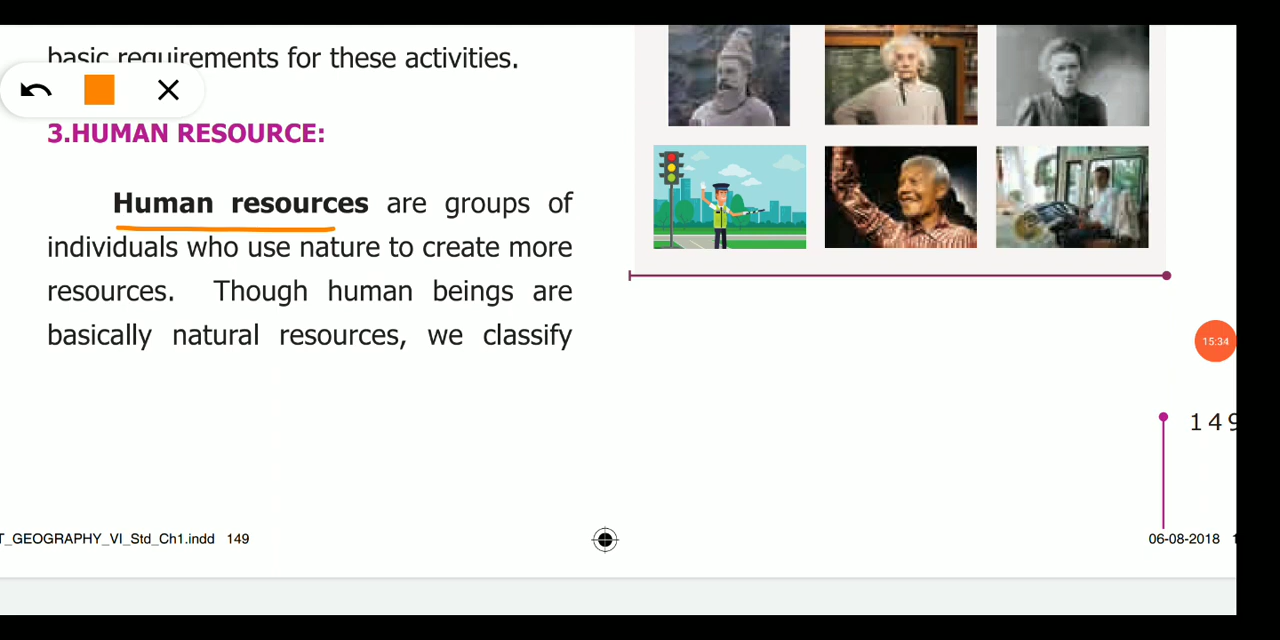 basic requirements for these activities.
3.HUMAN RESOURCE:
Human resources are groups of
individuals who use nature to create more
resources. Though human beings are
basically natural resources, we classify
15:34
149
T_GEOGRAPHY_VI_Std_Ch1.indd 149
06-08-2018